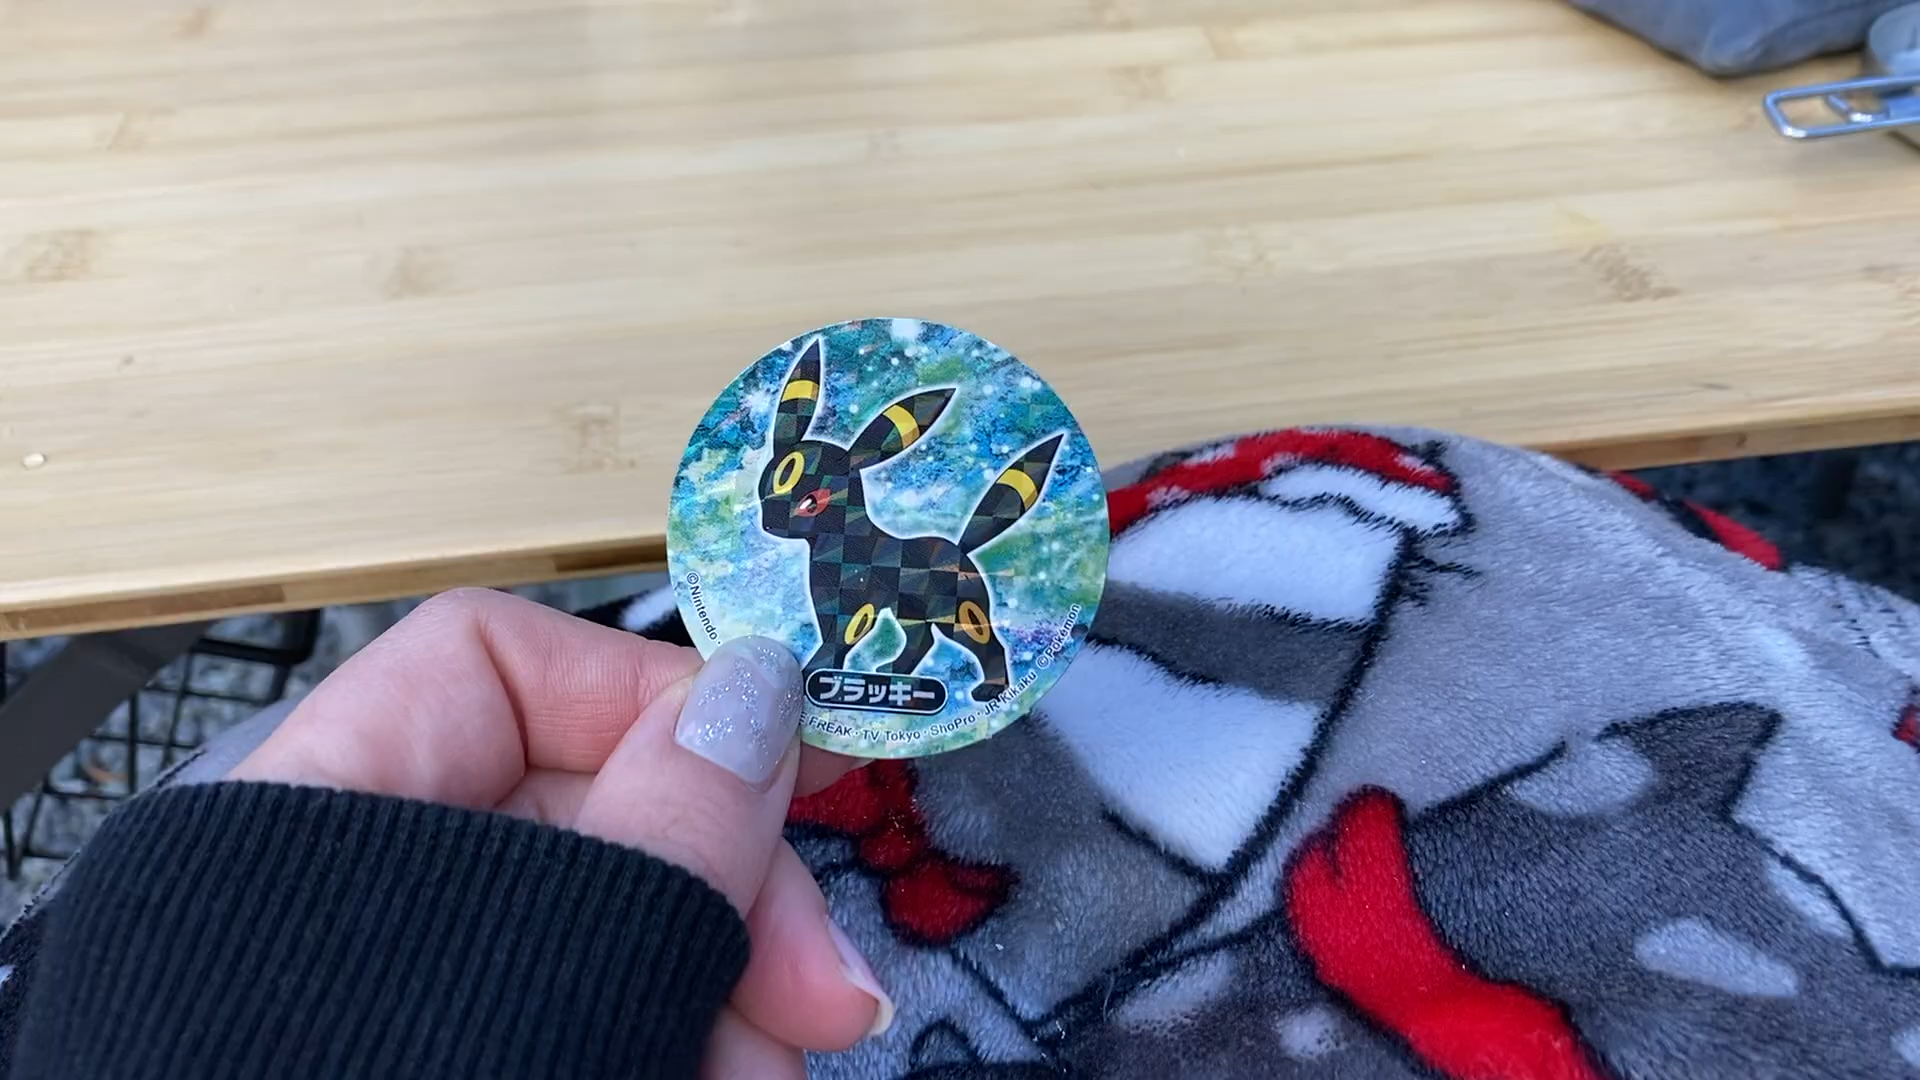 ブラッキー
©Nintendo・
FREAK・TV Tokyo・ShoPro・JR Kikaku
©Pokémon